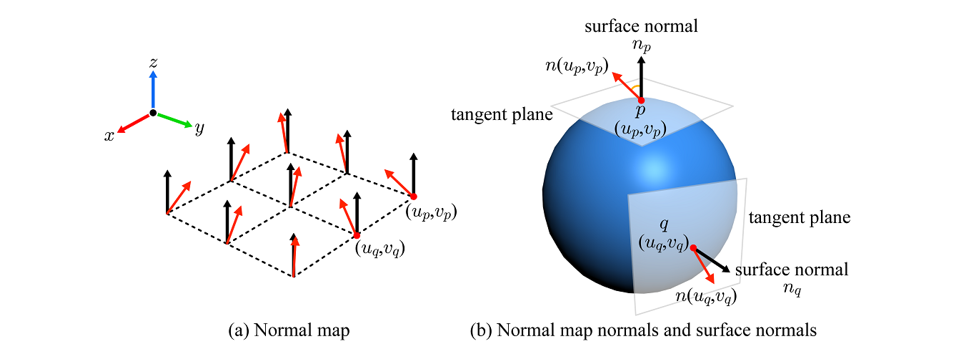 z
x
y
(u_p,v_p)
(u_q,v_q)
(a) Normal map
surface normal
n_p
n(u_p,v_p)
tangent plane
p
(u_p,v_p)
q
(u_q,v_q)
tangent plane
surface normal
n_q
n(u_q,v_q)
(b) Normal map normals and surface normals